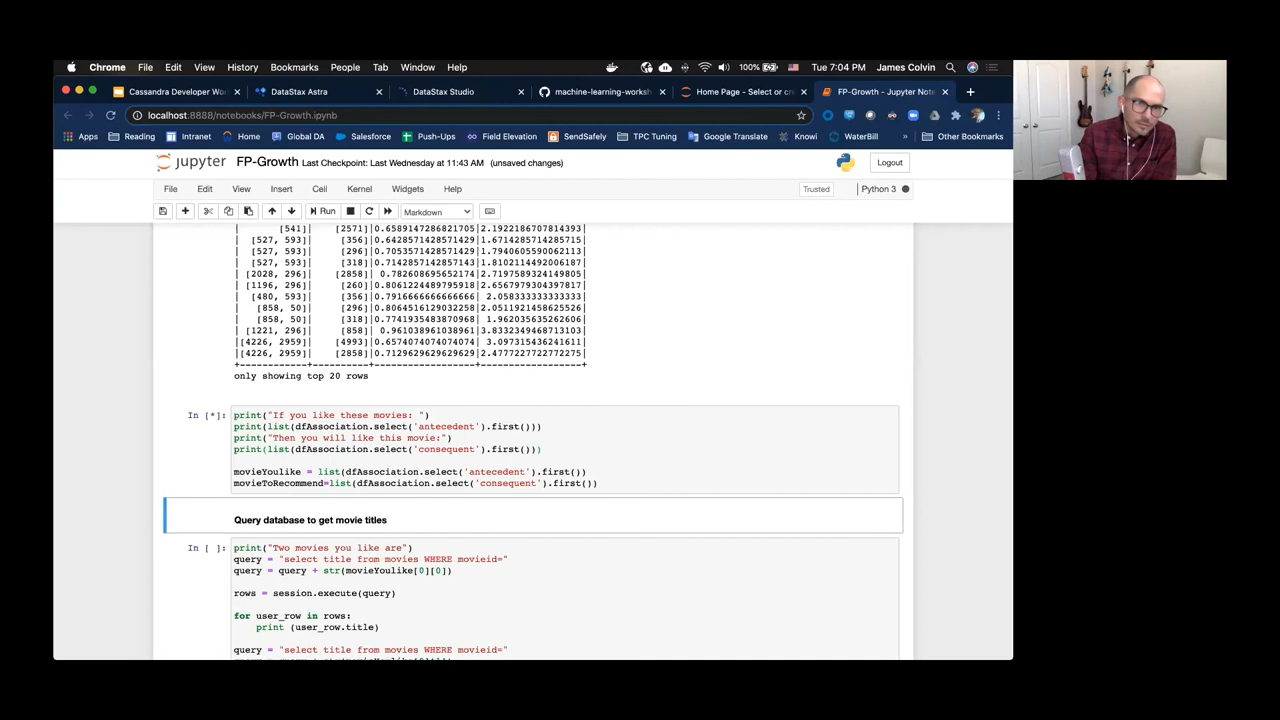 Chrome File Edit View History Bookmarks People Tab Window Help 100% Tue 7:04 PM James Colvin
Cassandra Developer Wo DataStax Astra DataStax Studio machine-learning-worksh Home Page - Select or cr FP-Growth - Jupyter Note
localhost:8888/notebooks/FP-Growth.ipynb
Apps Reading Intranet Home Global DA Salesforce Push-Ups Field Elevation SendSafely TPC Tuning Google Translate Knowi WaterBill » Other Bookmarks
jupyter FP-Growth Last Checkpoint: Last Wednesday at 11:43 AM (unsaved changes) Logout
File Edit View Insert Cell Kernel Widgets Help Trusted Python 3
Run Markdown
| [541]| [2571]|0.6589147286821705|2.1922186707814393|
| [527, 593]| [356]|0.6428571428571429|1.6714285714285715|
| [527, 593]| [296]|0.7053571428571429|1.7940605590062113|
| [527, 593]| [318]|0.7142857142857143|1.8102114492006187|
| [2028, 296]| [2858]| 0.782608695652174|2.7197589324149805|
| [1196, 296]| [260]|0.8061224489795918|2.6567979304397817|
| [480, 593]| [356]|0.7916666666666666| 2.058333333333333|
| [858, 50]| [296]|0.8064516129032258|2.0511921458625526|
| [858, 50]| [318]|0.7741935483870968| 1.962035635262606|
| [1221, 296]| [858]| 0.961038961038961|3.8332349468713103|
|[4226, 2959]| [4993]|0.6574074074074074| 3.097315436241611|
|[4226, 2959]| [2858]|0.7129629629629629|2.4777227722772275|
+------------+----------+------------------+------------------+
only showing top 20 rows
In [*]: print("If you like these movies: ")
print(list(dfAssociation.select('antecedent').first()))
print("Then you will like this movie:")
print(list(dfAssociation.select('consequent').first()))
movieYoulike = list(dfAssociation.select('antecedent').first())
movieToRecommend=list(dfAssociation.select('consequent').first())
Query database to get movie titles
In [ ]: print("Two movies you like are")
query = "select title from movies WHERE movieid="
query = query + str(movieYoulike[0][0])
rows = session.execute(query)
for user_row in rows:
print (user_row.title)
query = "select title from movies WHERE movieid="